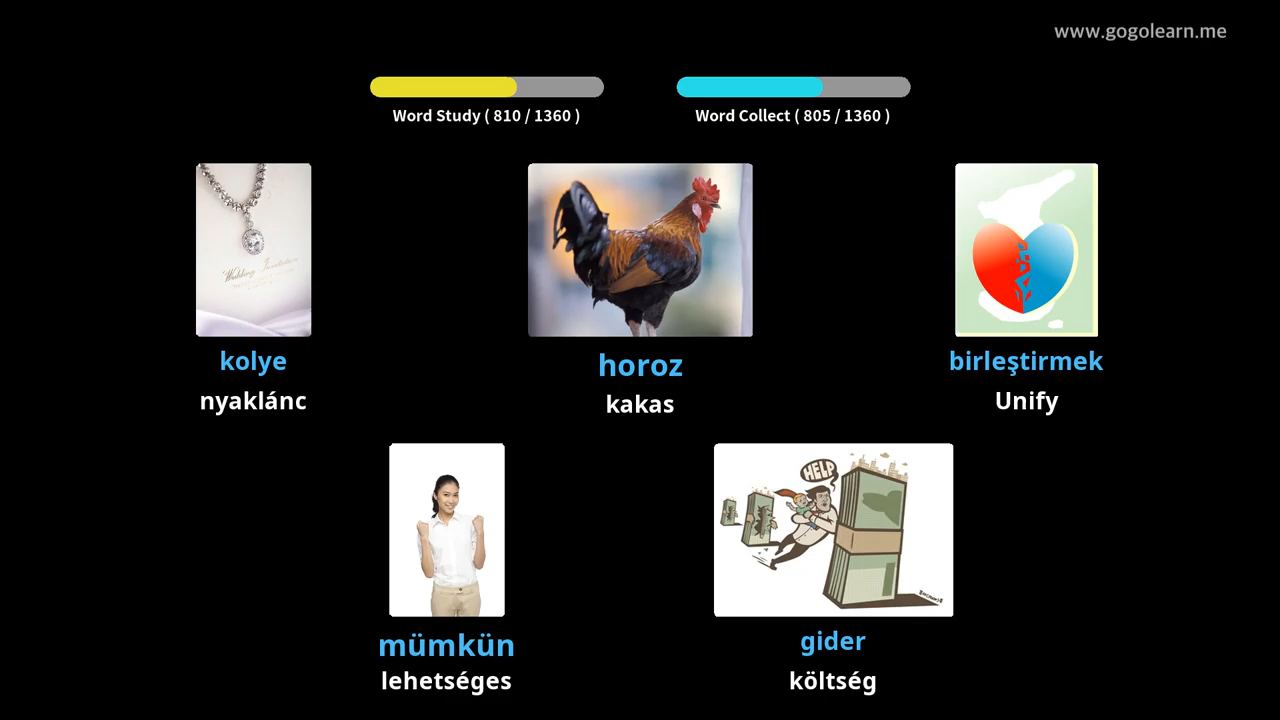 www.gogolearn.me
Word Study ( 810 / 1360 )
Word Collect ( 805 / 1360 )
kolye
horoz
birleştirmek
nyaklánc
kakas
Unify
HELP
mümkün
gider
lehetséges
költség